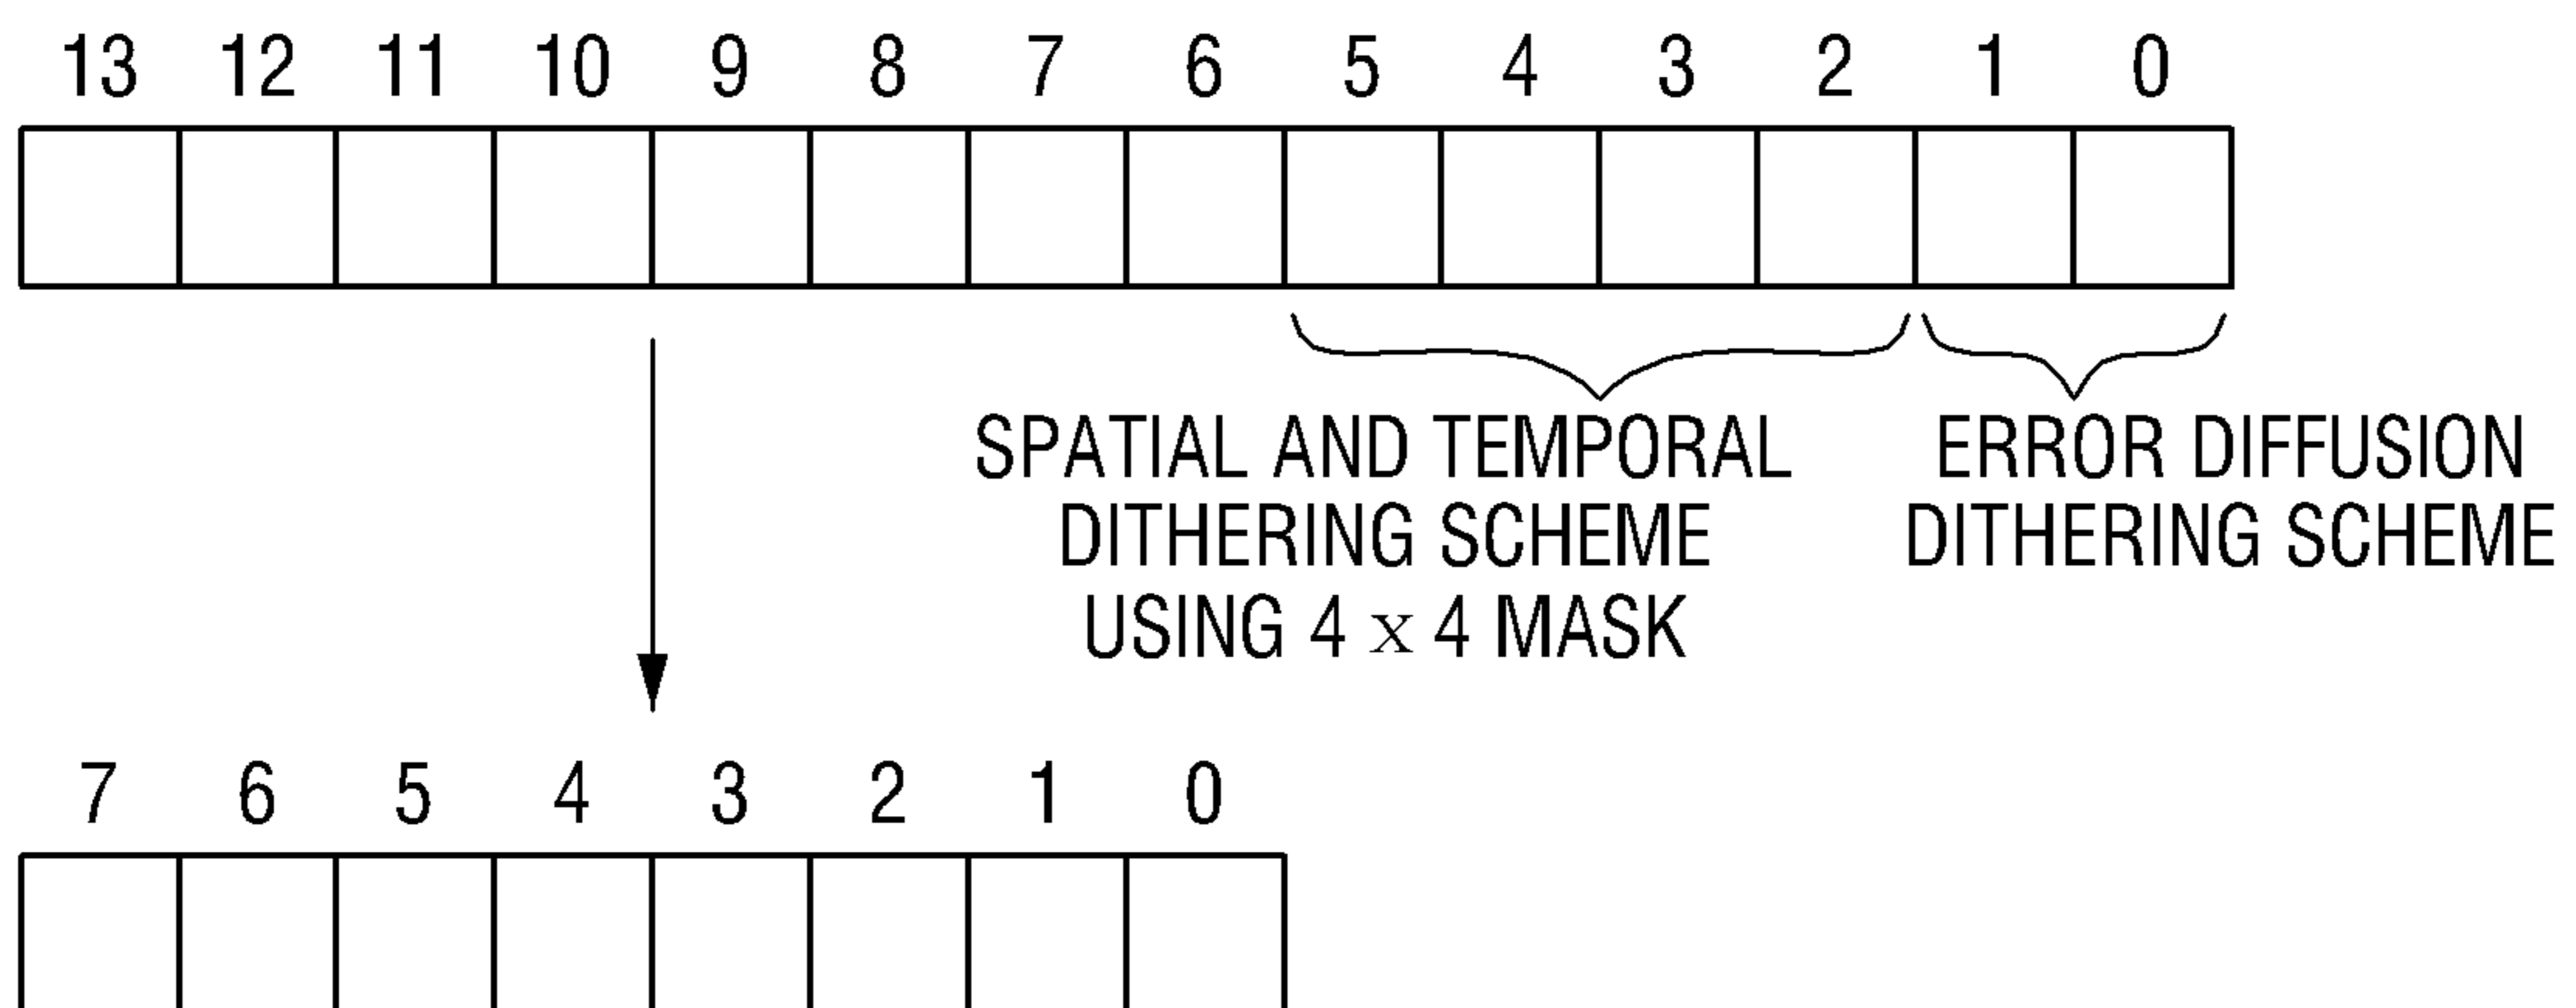 13 12 11 10 9 8 7 6 5 4 3 2 1 0
SPATIAL AND TEMPORAL
DITHERING SCHEME
USING 4 x 4 MASK
ERROR DIFFUSION
DITHERING SCHEME
7 6 5 4 3 2 1 0